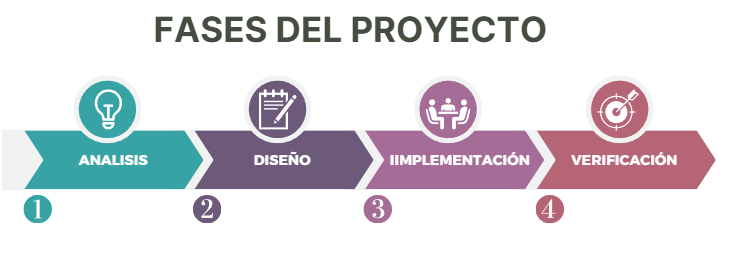 FASES DEL PROYECTO
ANALISIS
DISEÑO
IIMPLEMENTACIÓN
VERIFICACIÓN
1
2
3
4